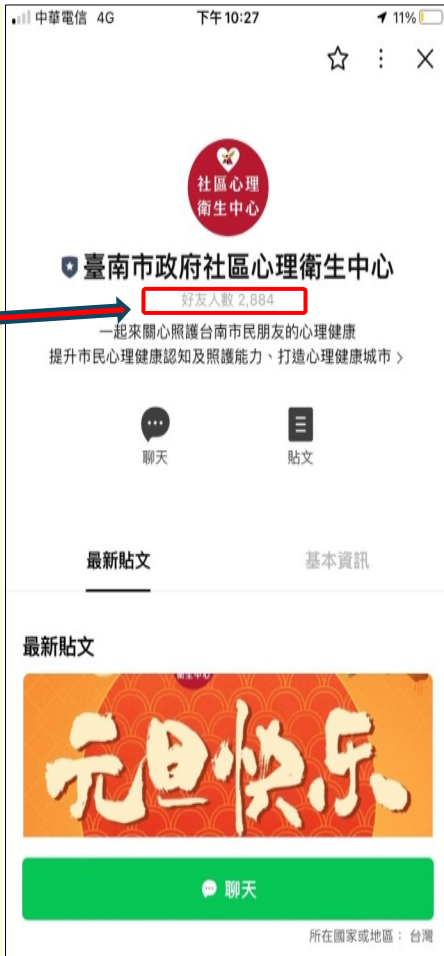 中華電信 4G 下午10:27 11%
社區心理
衛生中心
臺南市政府社區心理衛生中心
好友人數 2,884
一起來關心照護台南市民朋友的心理健康
提升市民心理健康認知及照護能力、打造心理健康城市
聊天 貼文
最新貼文 基本資訊
最新貼文
衛生中心
元旦快乐
聊天
所在國家或地區： 台灣